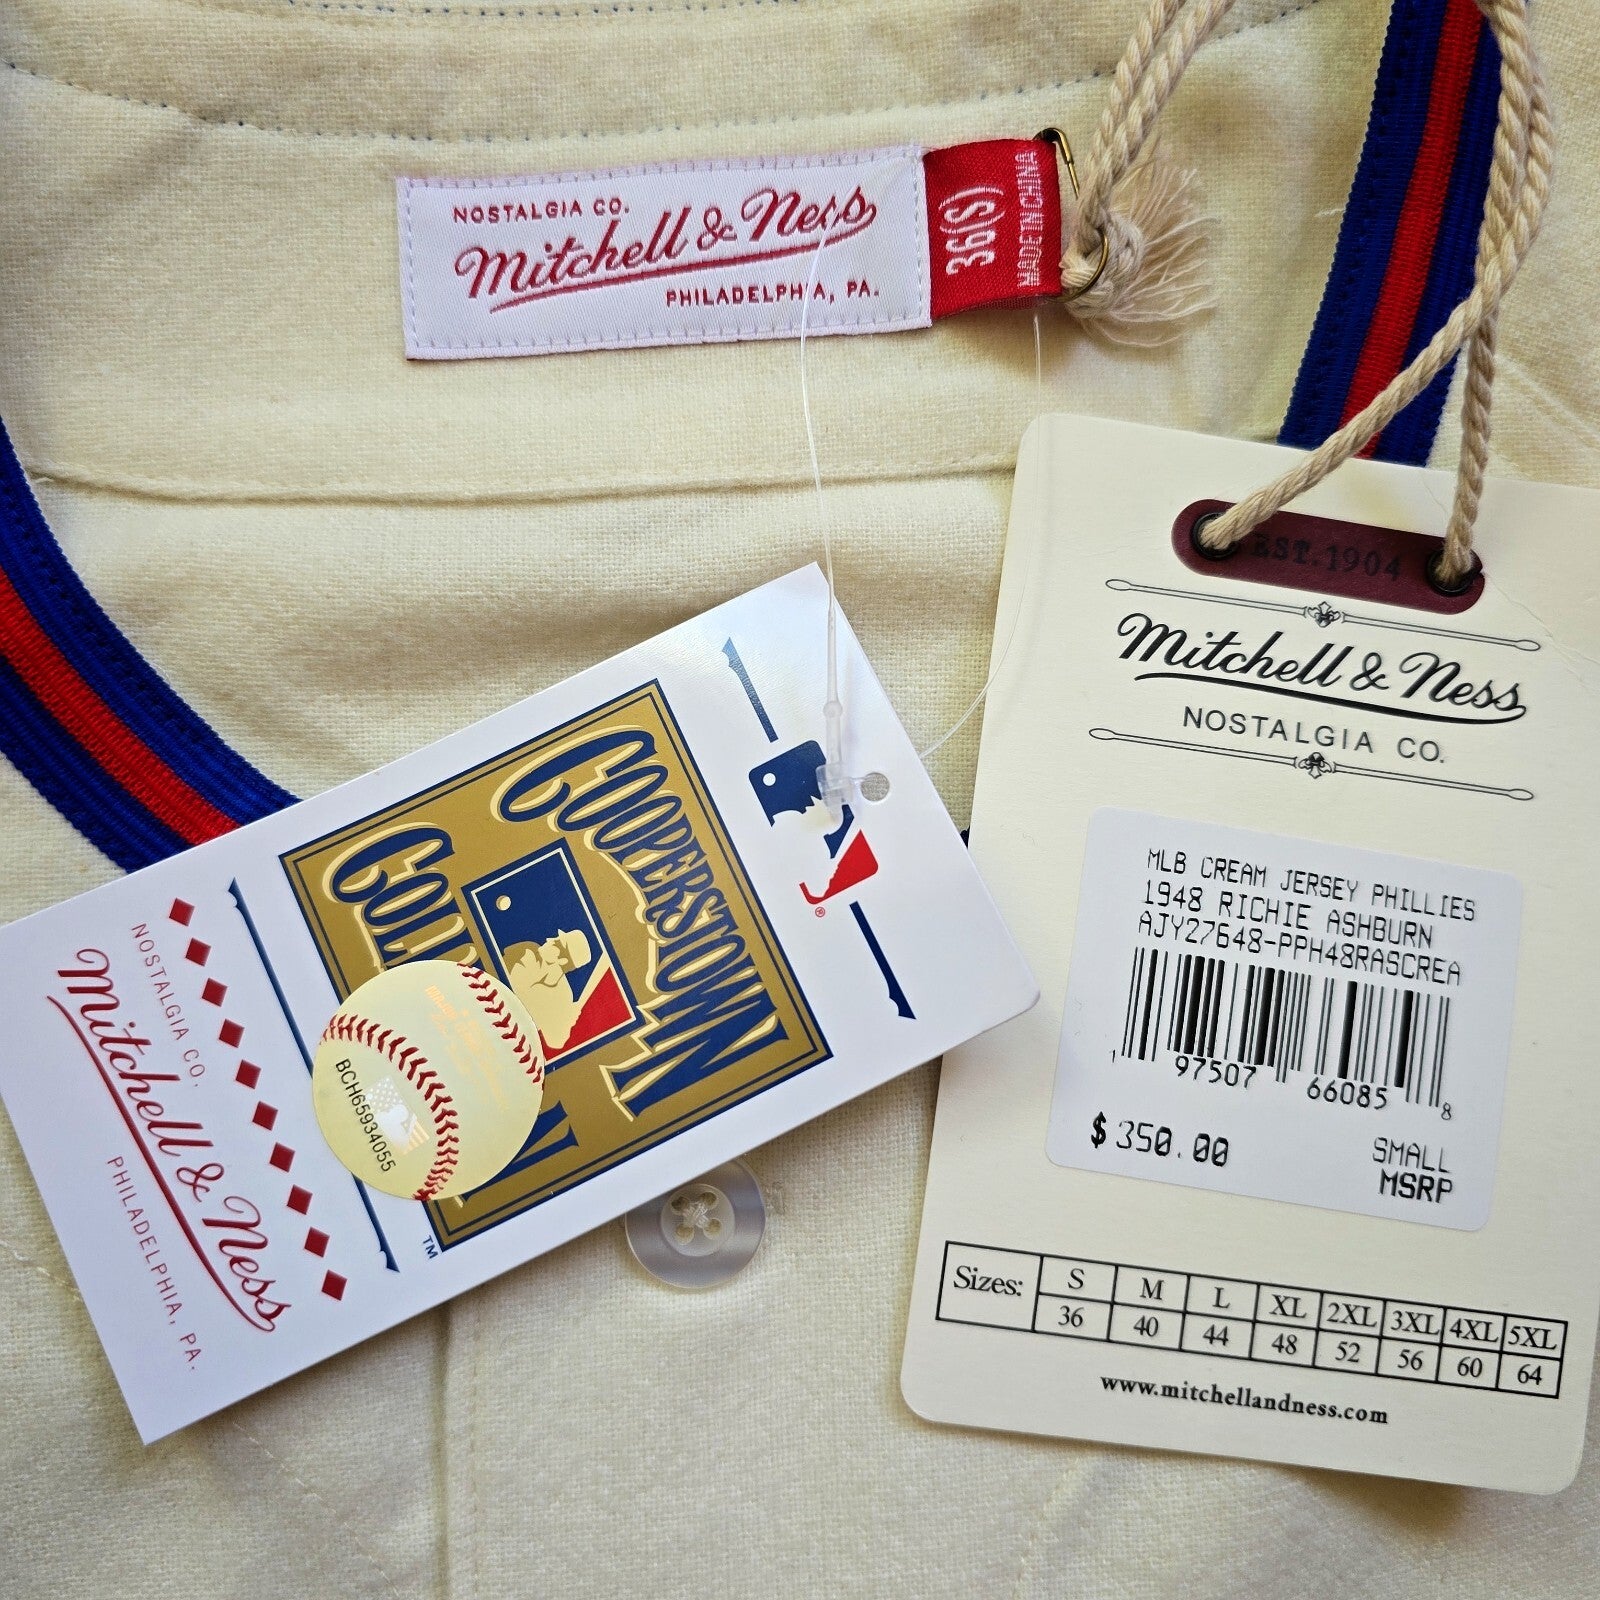 NOSTALGIA CO.
Mitchell & Ness
PHILADELPHIA, PA.
36(S)
MADE IN CHINA
EST. 1904
Mitchell & Ness
NOSTALGIA CO.
MLB CREAM JERSEY PHILLIES
1948 RICHIE ASHBURN
AJY27648-PPH48RASCREA
1 97507 66085 8
$ 350.00
SMALL
MSRP
Sizes: S M L XL 2XL 3XL 4XL 5XL
36 40 44 48 52 56 60 64
www.mitchellandness.com
COOPERSTOWN
COLL N
TM
®
BCH65934055
NOSTALGIA CO.
Mitchell & Ness
PHILADELPHIA, PA.